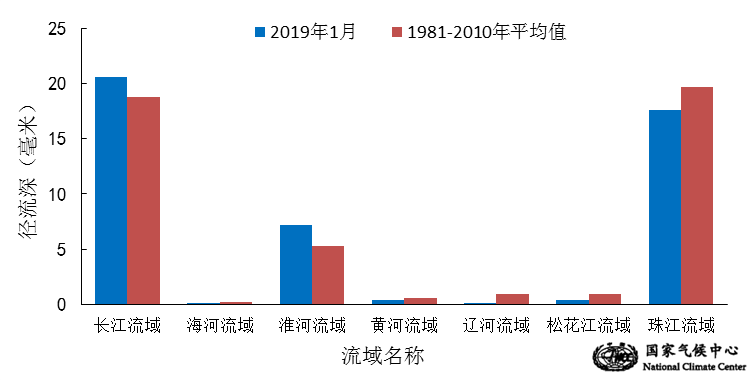 2019年1月 1981-2010年平均值
径流深（毫米）
25
20
15
10
5
0
长江流域 海河流域 淮河流域 黄河流域 辽河流域 松花江流域 珠江流域
流域名称
国家气候中心
National Climate Center